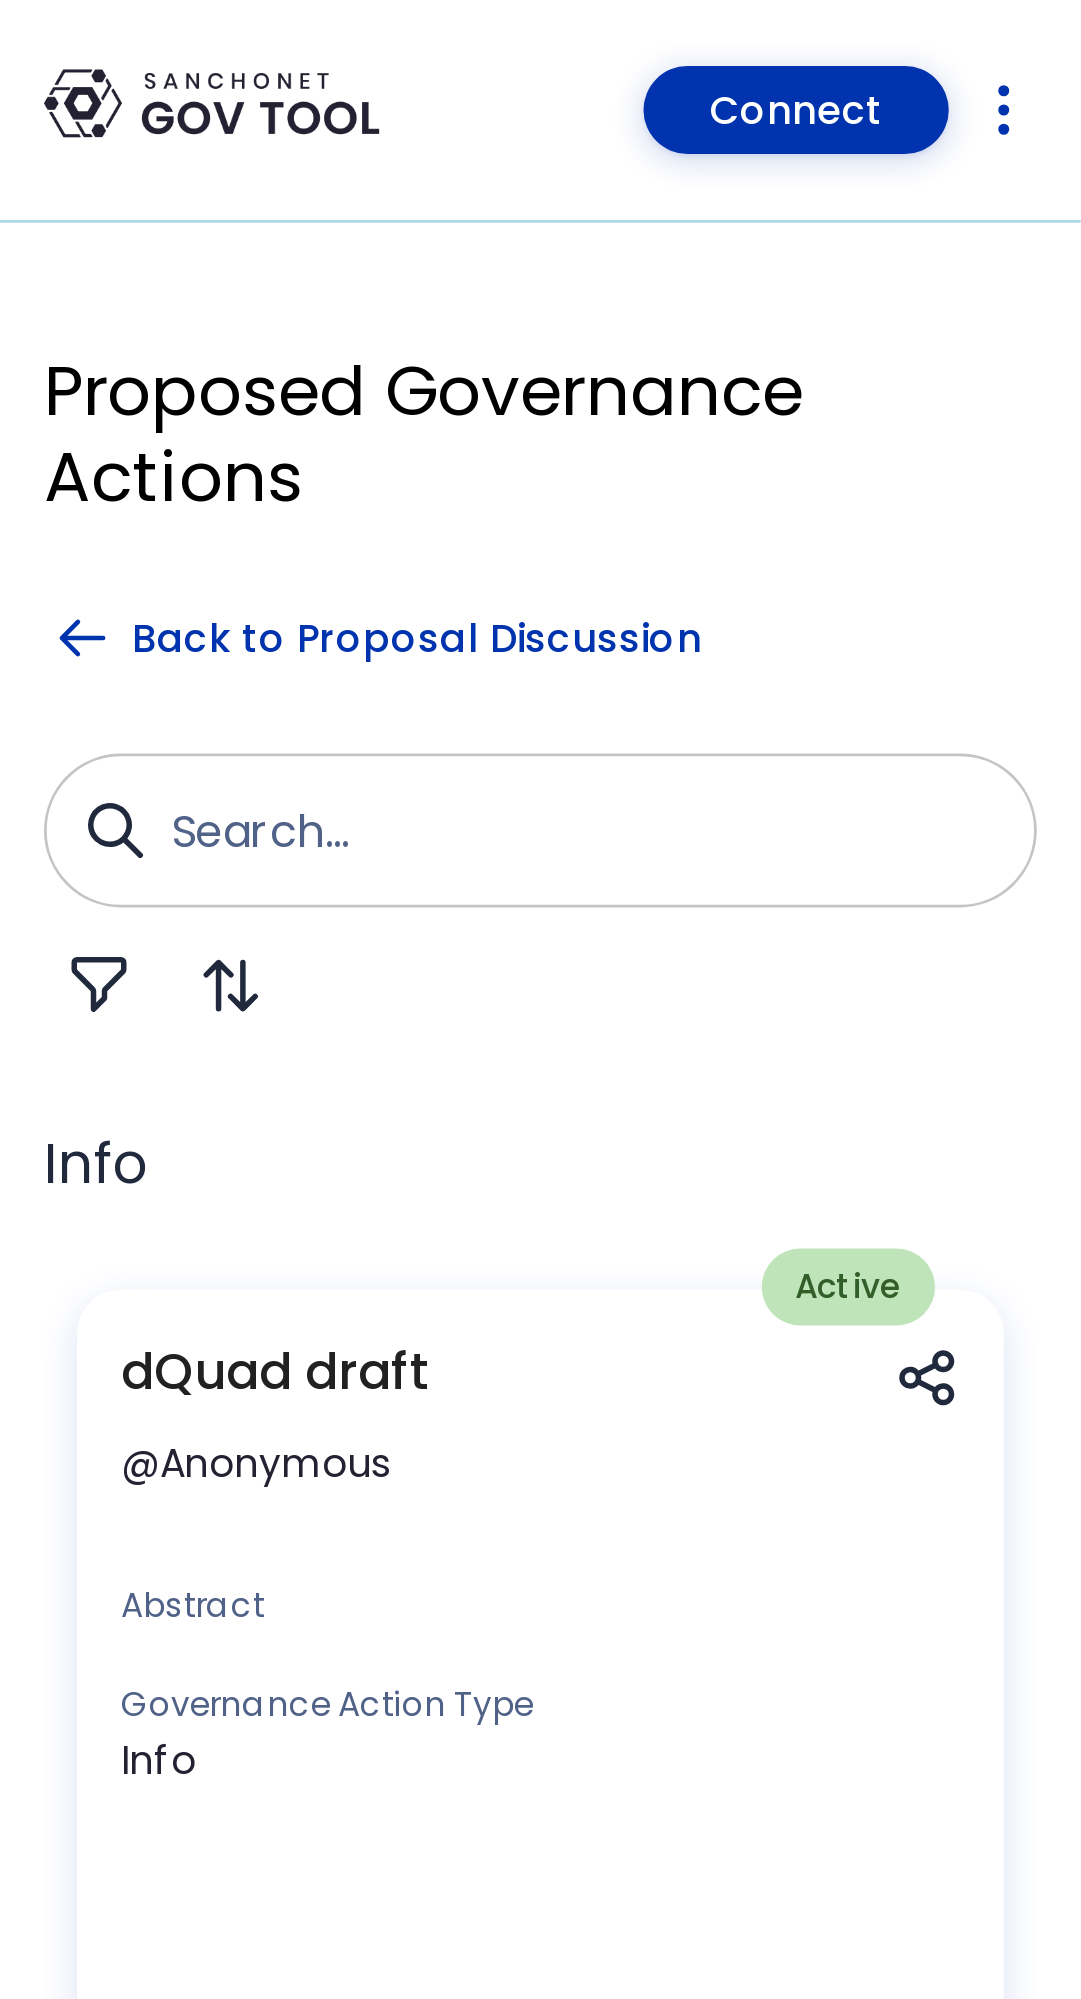 SANCHONET
GOV TOOL
Connect
Proposed Governance
Actions
Back to Proposal Discussion
Search...
Info
Active
dQuad draft
@Anonymous
Abstract
Governance Action Type
Info